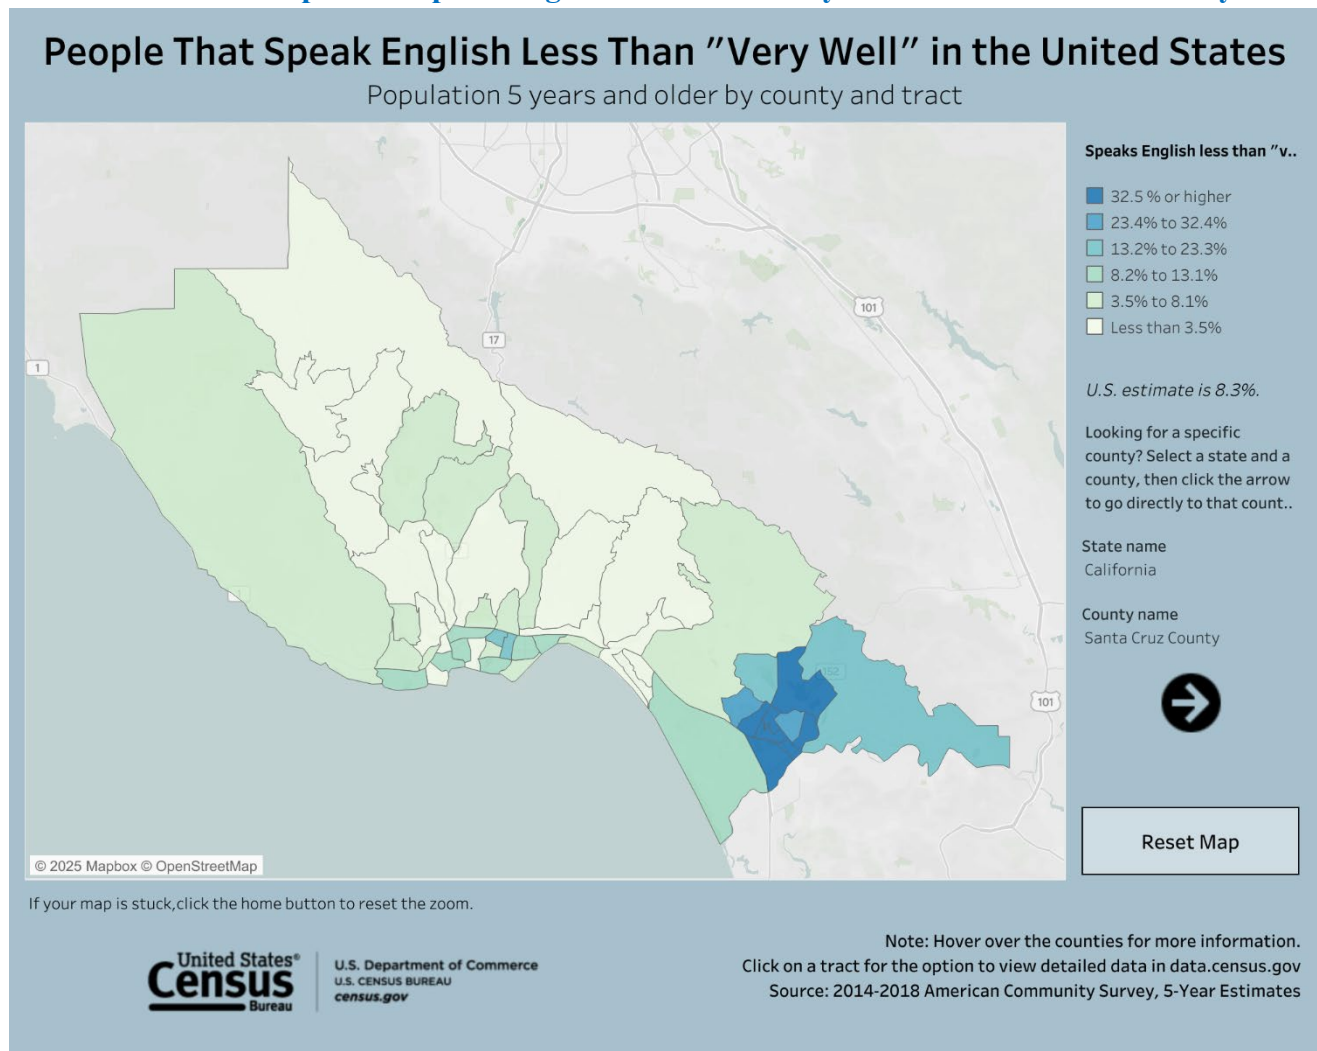 People That Speak English Less Than "Very Well" in the United States
Population 5 years and older by county and tract
Speaks English less than "v..
32.5 % or higher
23.4% to 32.4%
13.2% to 23.3%
8.2% to 13.1%
3.5% to 8.1%
Less than 3.5%
U.S. estimate is 8.3%.
Looking for a specific
county? Select a state and a
county, then click the arrow
to go directly to that count..
State name
California
County name
Santa Cruz County
Reset Map
101
17
1
1
152
101
© 2025 Mapbox © OpenStreetMap
If your map is stuck,click the home button to reset the zoom.
United States®
Census
Bureau
U.S. Department of Commerce
U.S. CENSUS BUREAU
census.gov
Note: Hover over the counties for more information.
Click on a tract for the option to view detailed data in data.census.gov
Source: 2014-2018 American Community Survey, 5-Year Estimates